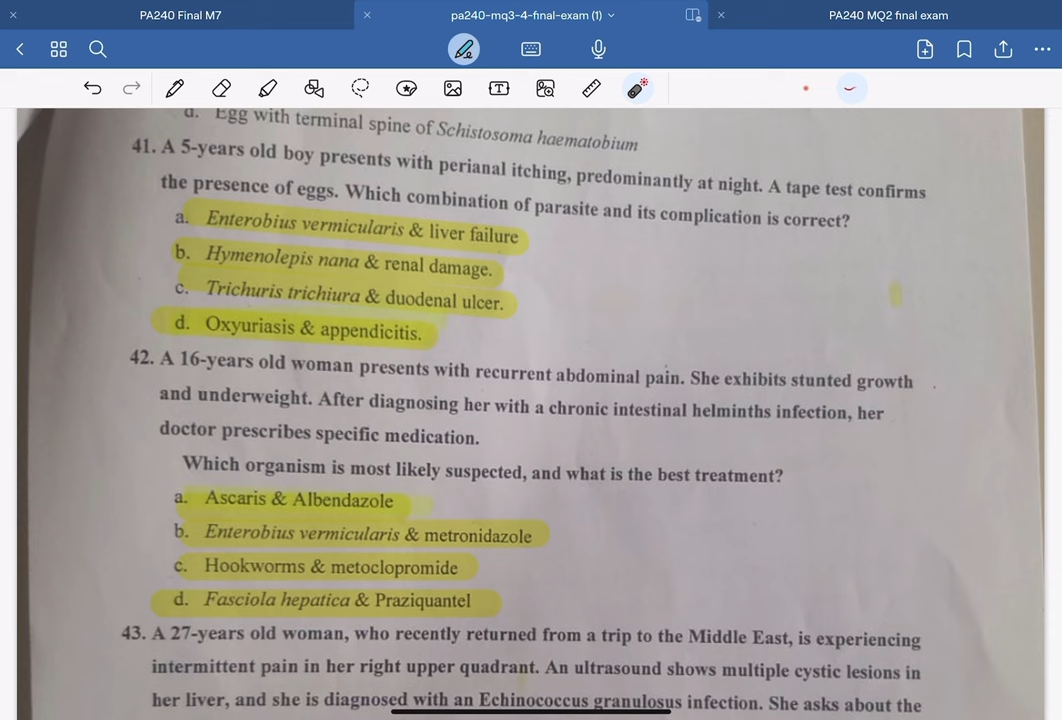 PA240 Final M7
pa240-mq3-4-final-exam (1)
PA240 MQ2 final exam
d. Egg with terminal spine of Schistosoma haematobium
41. A 5-years old boy presents with perianal itching, predominantly at night. A tape test confirms
the presence of eggs. Which combination of parasite and its complication is correct?
a. Enterobius vermicularis & liver failure
b. Hymenolepis nana & renal damage.
c. Trichuris trichiura & duodenal ulcer.
d. Oxyuriasis & appendicitis.
42. A 16-years old woman presents with recurrent abdominal pain. She exhibits stunted growth
and underweight. After diagnosing her with a chronic intestinal helminths infection, her
doctor prescribes specific medication.
Which organism is most likely suspected, and what is the best treatment?
a. Ascaris & Albendazole
b. Enterobius vermicularis & metronidazole
c. Hookworms & metoclopromide
d. Fasciola hepatica & Praziquantel
43. A 27-years old woman, who recently returned from a trip to the Middle East, is experiencing
intermittent pain in her right upper quadrant. An ultrasound shows multiple cystic lesions in
her liver, and she is diagnosed with an Echinococcus granulosus infection. She asks about the